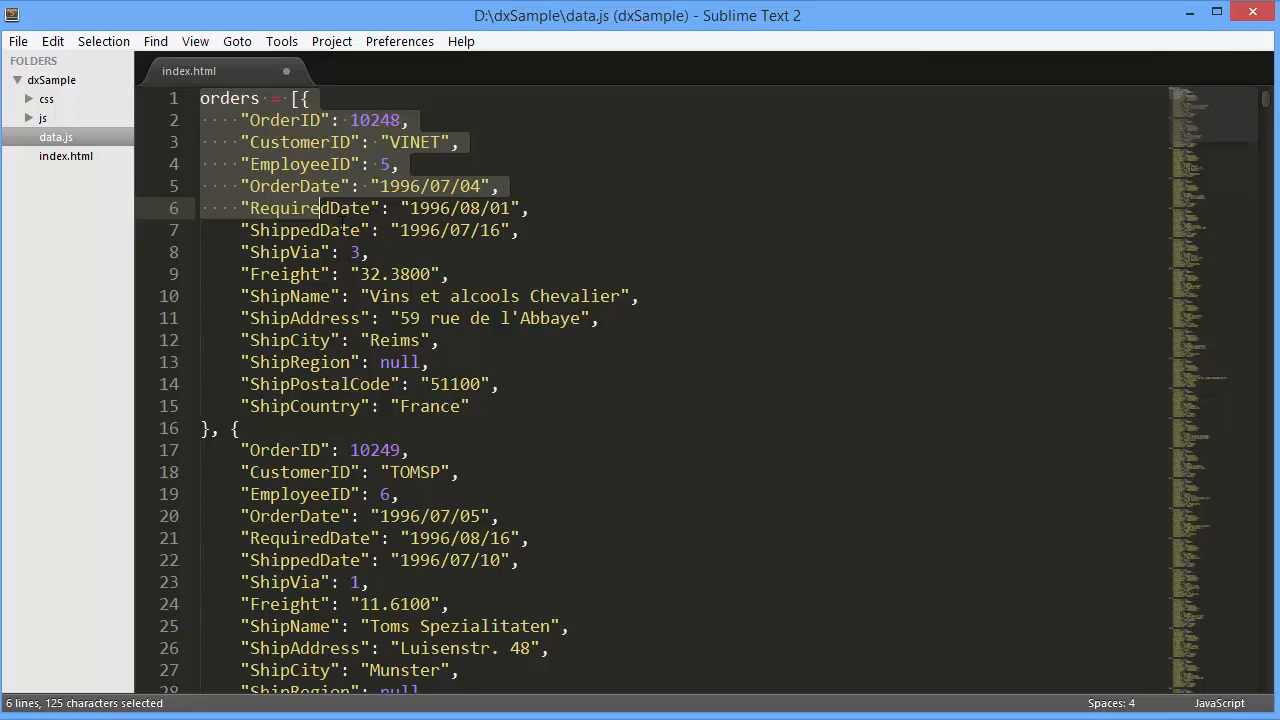 D:\dxSample\data.js (dxSample) - Sublime Text 2
File Edit Selection Find View Goto Tools Project Preferences Help
FOLDERS
dxSample
css
js
data.js
index.html
index.html
1 orders = [{
2 "OrderID": 10248,
3 "CustomerID": "VINET",
4 "EmployeeID": 5,
5 "OrderDate": "1996/07/04",
6 "RequiredDate": "1996/08/01",
7 "ShippedDate": "1996/07/16",
8 "ShipVia": 3,
9 "Freight": "32.3800",
10 "ShipName": "Vins et alcools Chevalier",
11 "ShipAddress": "59 rue de l'Abbaye",
12 "ShipCity": "Reims",
13 "ShipRegion": null,
14 "ShipPostalCode": "51100",
15 "ShipCountry": "France"
16 }, {
17 "OrderID": 10249,
18 "CustomerID": "TOMSP",
19 "EmployeeID": 6,
20 "OrderDate": "1996/07/05",
21 "RequiredDate": "1996/08/16",
22 "ShippedDate": "1996/07/10",
23 "ShipVia": 1,
24 "Freight": "11.6100",
25 "ShipName": "Toms Spezialitaten",
26 "ShipAddress": "Luisenstr. 48",
27 "ShipCity": "Munster",
28 "ShipRegion": null
6 lines, 125 characters selected
Spaces: 4
JavaScript